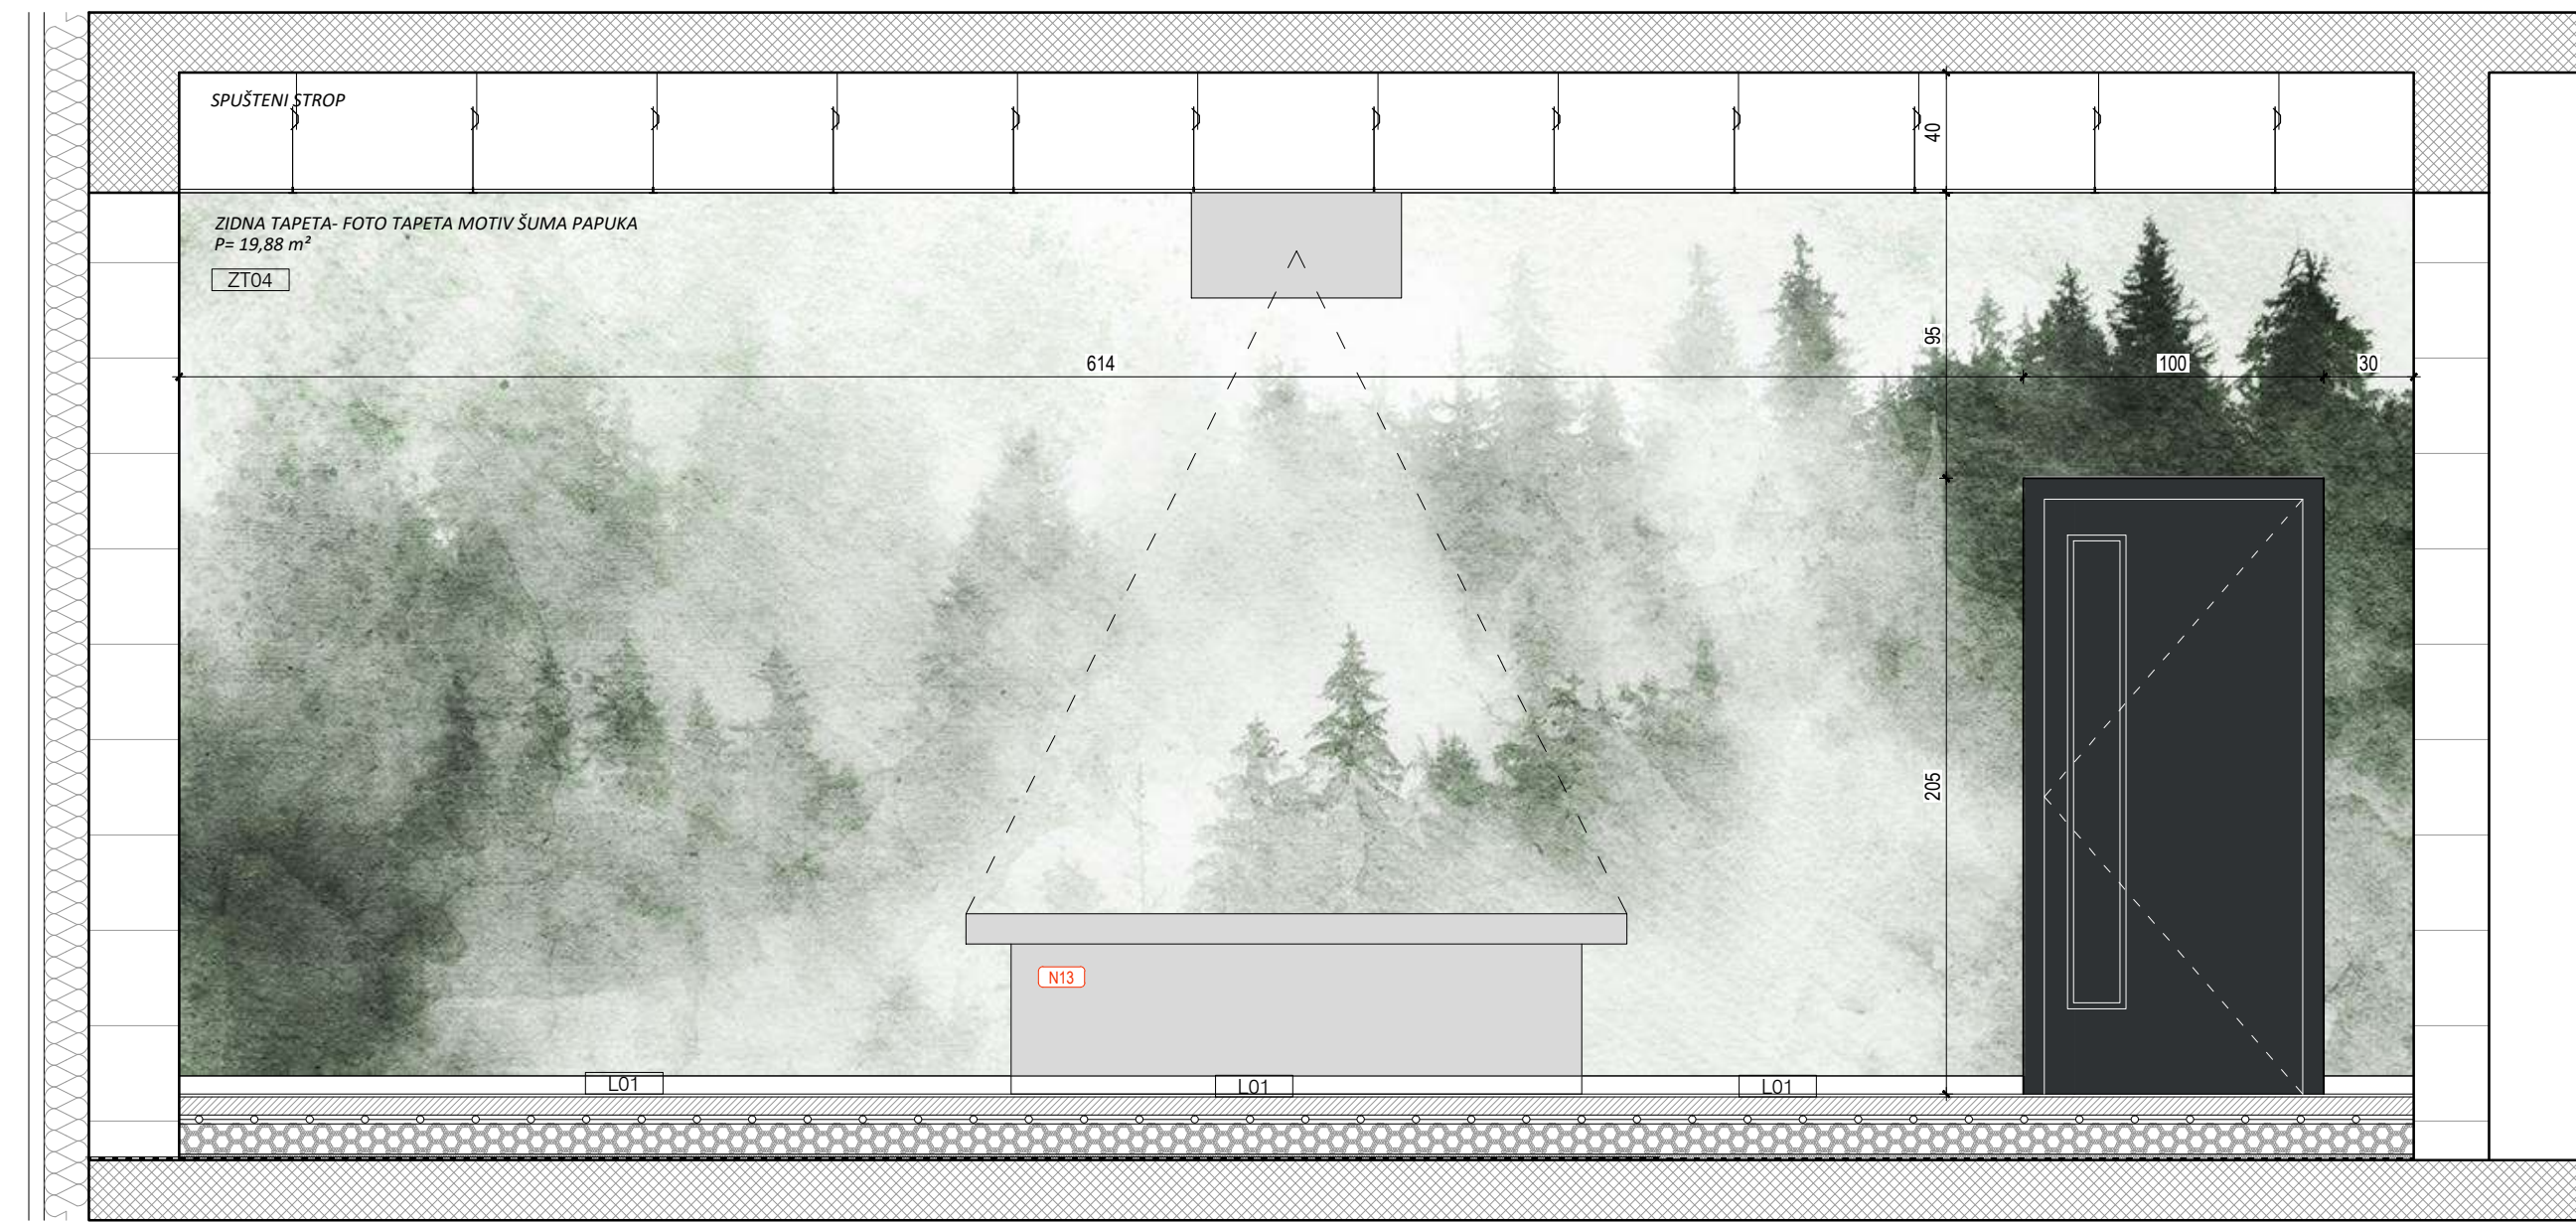 SPUŠTENI STROP
40
ZIDNA TAPETA- FOTO TAPETA MOTIV ŠUMA PAPUKA
P= 19,88 m²
ZT04
95
614
100
30
205
N13
L01
L01
L01